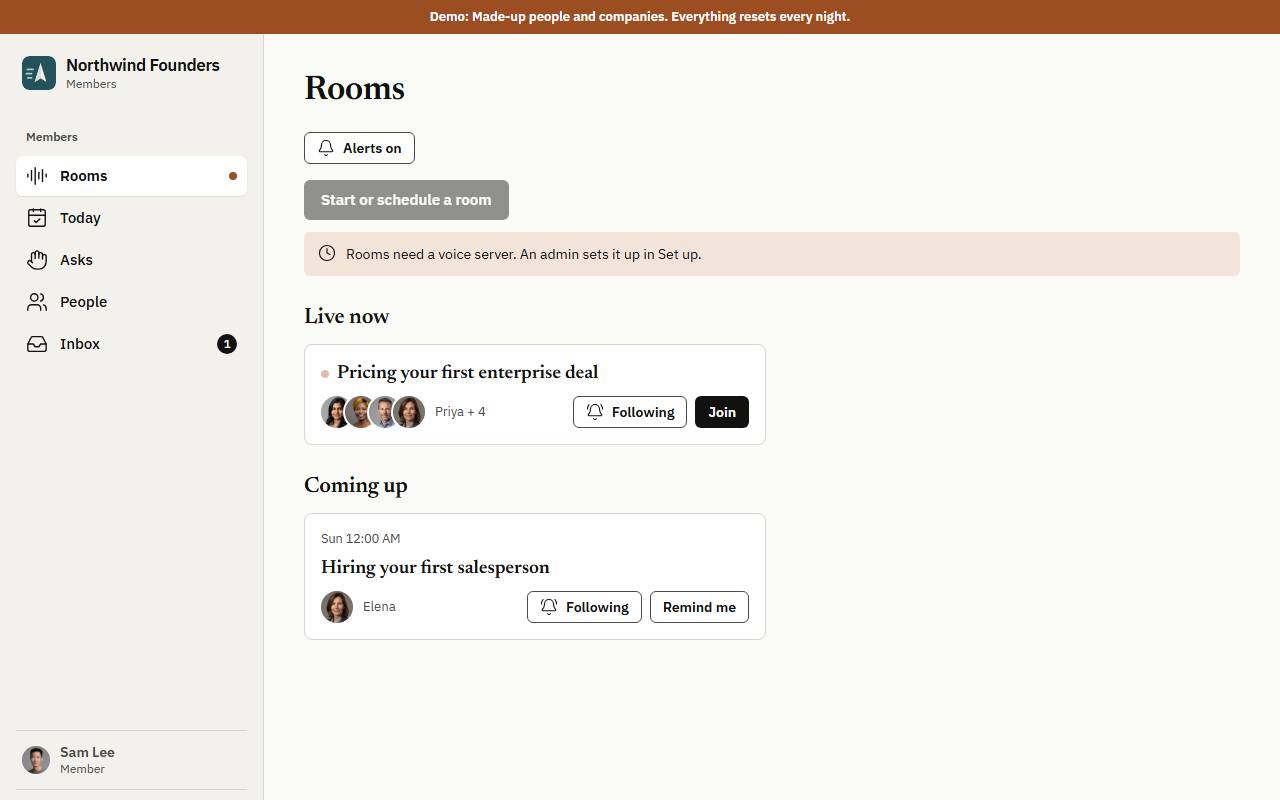 Demo: Made-up people and companies. Everything resets every night.
Northwind Founders
Members
Members
Rooms
Today
Asks
People
Inbox
1
Sam Lee
Member
Rooms
Alerts on
Start or schedule a room
Rooms need a voice server. An admin sets it up in Set up.
Live now
Pricing your first enterprise deal
Priya + 4
Following
Join
Coming up
Sun 12:00 AM
Hiring your first salesperson
Elena
Following
Remind me